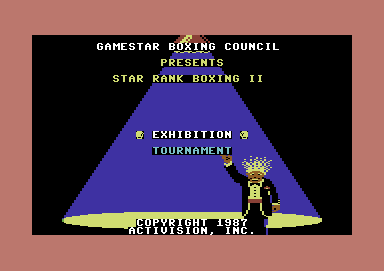 GAMESTAR BOXING COUNCIL
PRESENTS
STAR RANK BOXING II
EXHIBITION
TOURNAMENT
COPYRIGHT 1987
ACTIVISION, INC.